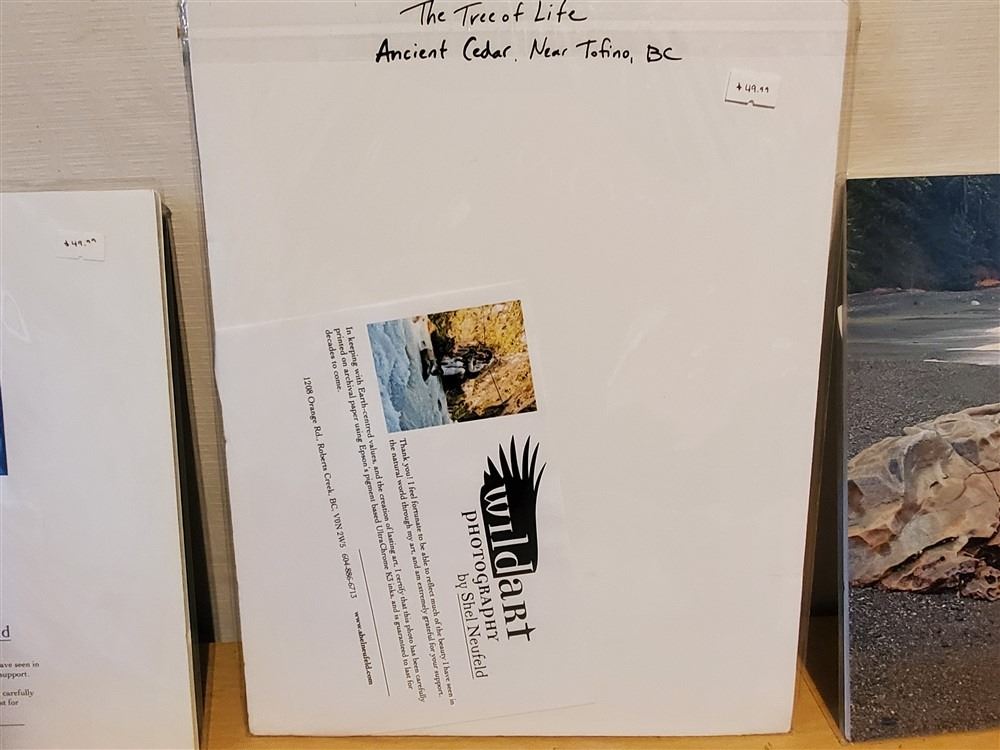 The Tree of Life
Ancient Cedar. Near Tofino, BC
$49.99
$49.99
wildart
PHOTOGRAPHY
by Shel Neufeld
Thank you! I feel fortunate to be able to reflect much of the beauty I have seen in
the natural world through my art, and am extremely grateful for your support.
In keeping with Earth-centred values, and the creation of lasting art, I certify that this photo has been carefully
printed on archival paper using Epson's pigment based UltraChrome K3 inks, and is guaranteed to last for
decades to come.
1208 Orange Rd., Roberts Creek, BC, V0N 2W5 604-886-6713 www.shelneufeld.com
d
ave seen in
support.
carefully
st for